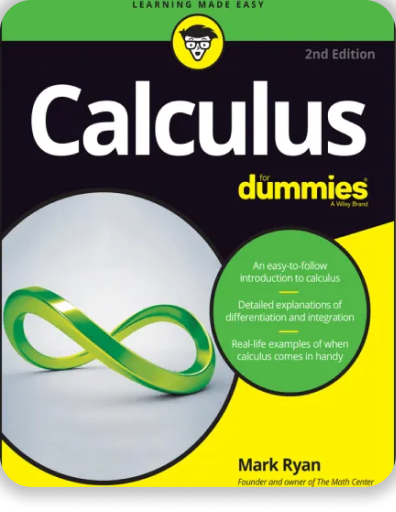 LEARNING MADE EASY
2nd Edition
Calculus
for
dummies®
A Wiley Brand
An easy-to-follow
introduction to calculus
Detailed explanations of
differentiation and integration
Real-life examples of when
calculus comes in handy
Mark Ryan
Founder and owner of The Math Center